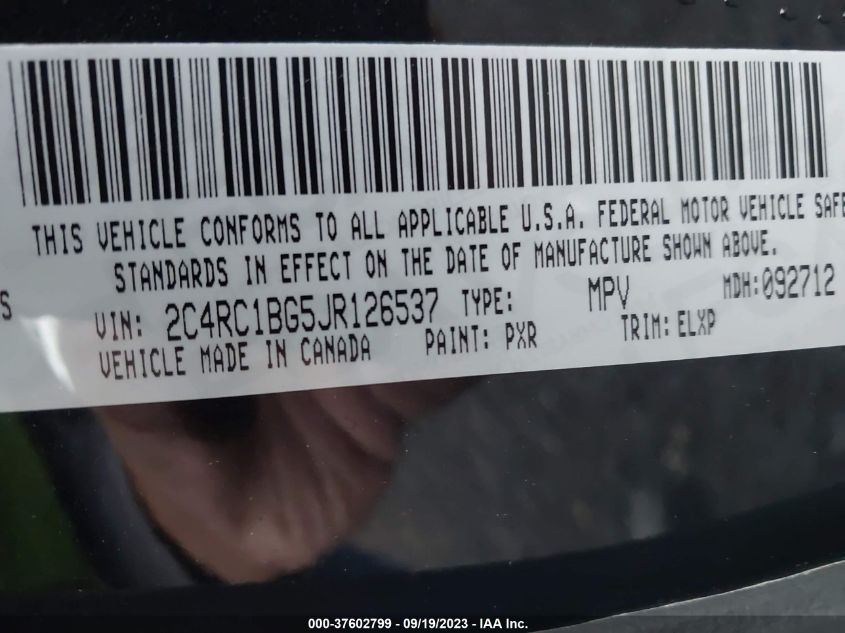 THIS VEHICLE CONFORMS TO ALL APPLICABLE U.S.A. FEDERAL MOTOR VEHICLE SAFE
STANDARDS IN EFFECT ON THE DATE OF MANUFACTURE SHOWN ABOVE.
S VIN: 2C4RC1BG5JR126537 TYPE: MPV MDH:092712
VEHICLE MADE IN CANADA PAINT: PXR TRIM: ELXP
000-37602799 - 09/19/2023 - IAA Inc.